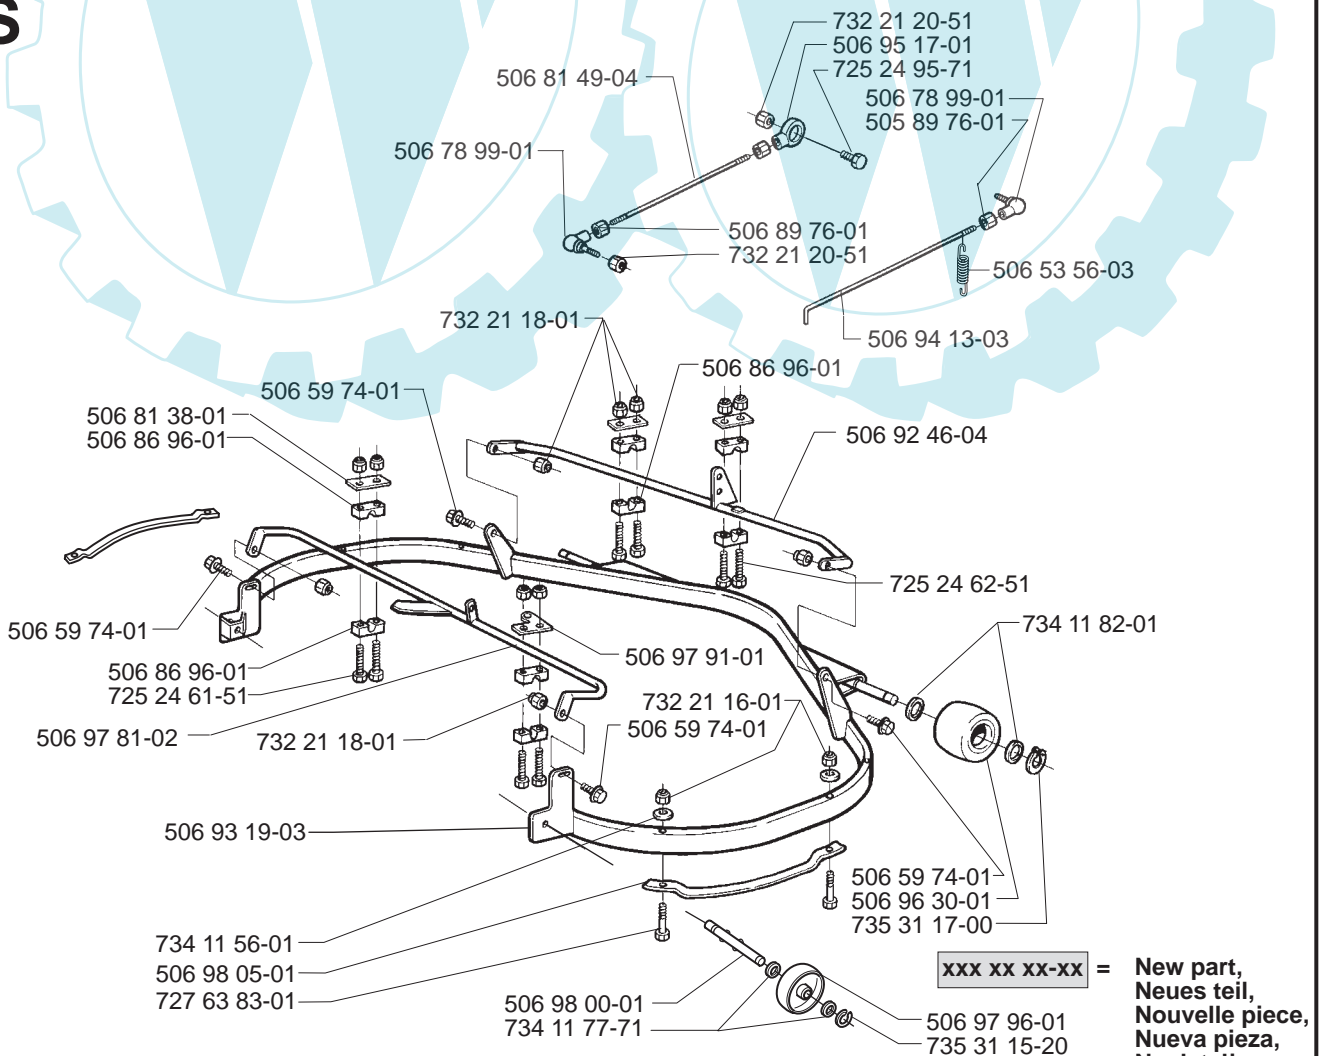 S
732 21 20-51
506 95 17-01
725 24 95-71
506 81 49-04
506 78 99-01
505 89 76-01
506 78 99-01
506 89 76-01
732 21 20-51
506 53 56-03
732 21 18-01
506 94 13-03
506 86 96-01
506 59 74-01
506 81 38-01
506 86 96-01
506 92 46-04
725 24 62-51
734 11 82-01
506 59 74-01
506 86 96-01
725 24 61-51
506 97 91-01
732 21 16-01
506 59 74-01
506 97 81-02
732 21 18-01
506 93 19-03
506 59 74-01
506 96 30-01
735 31 17-00
734 11 56-01
506 98 05-01
727 63 83-01
506 98 00-01
734 11 77-71
506 97 96-01
735 31 15-20
xxx xx xx-xx = New part,
Neues teil,
Nouvelle piece,
Nueva pieza,